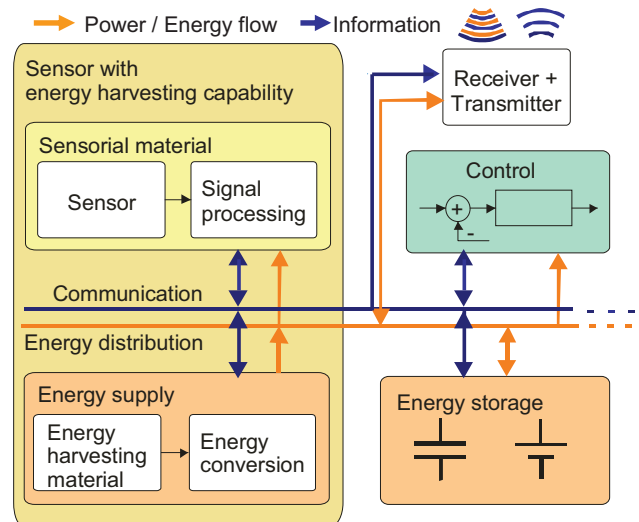 Power / Energy flow
Information
Sensor with
energy harvesting capability
Sensorial material
Sensor
Signal
processing
Receiver +
Transmitter
Control
+
-
Communication
Energy distribution
Energy supply
Energy
harvesting
material
Energy
conversion
Energy storage